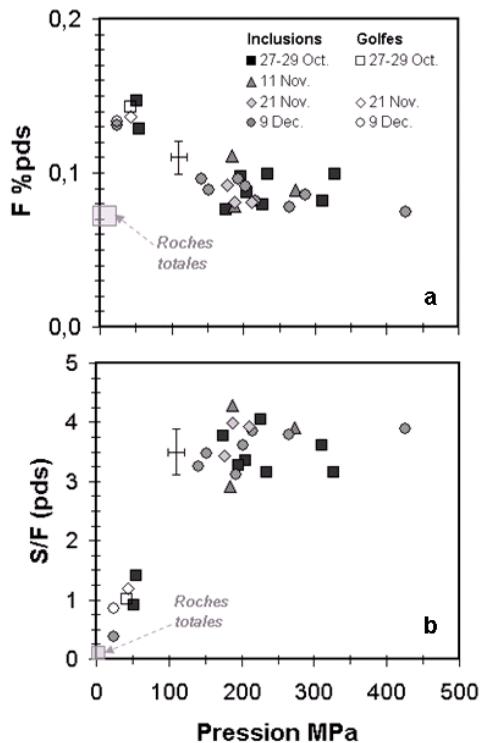 0,2
Inclusions Golfes
27-29 Oct. 27-29 Oct.
11 Nov.
21 Nov. 21 Nov.
9 Dec. 9 Dec.
F %pds
0,1
Roches
totales
a
0,0
5
4
3
S/F (pds)
2
1
Roches
totales
b
0
0 100 200 300 400 500
Pression MPa